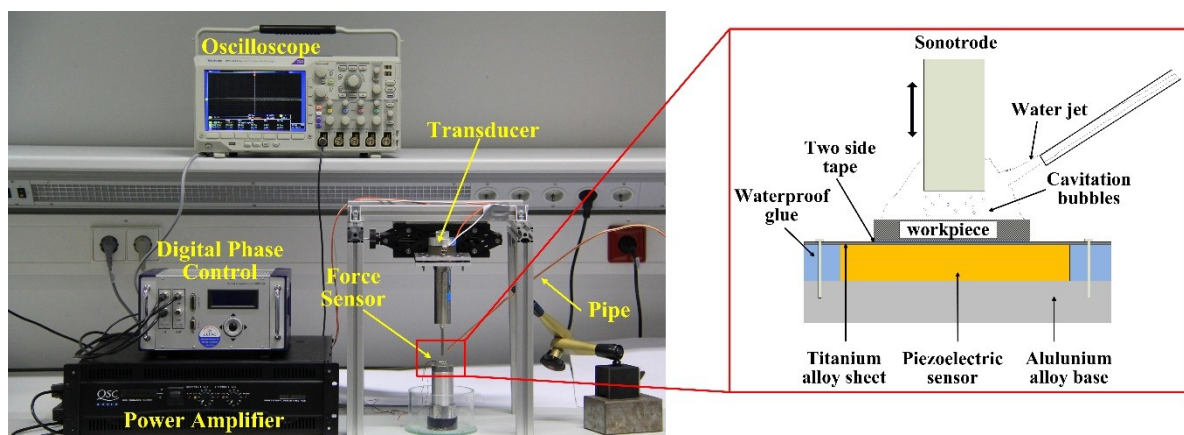 Oscilloscope
Transducer
Digital Phase
Control
Force
Sensor
Pipe
QSC
Power Amplifier
Sonotrode
Water jet
Two side
tape
Cavitation
bubbles
Waterproof
glue
workpiece
Titanium
alloy sheet
Piezoelectric
sensor
Alulunium
alloy base